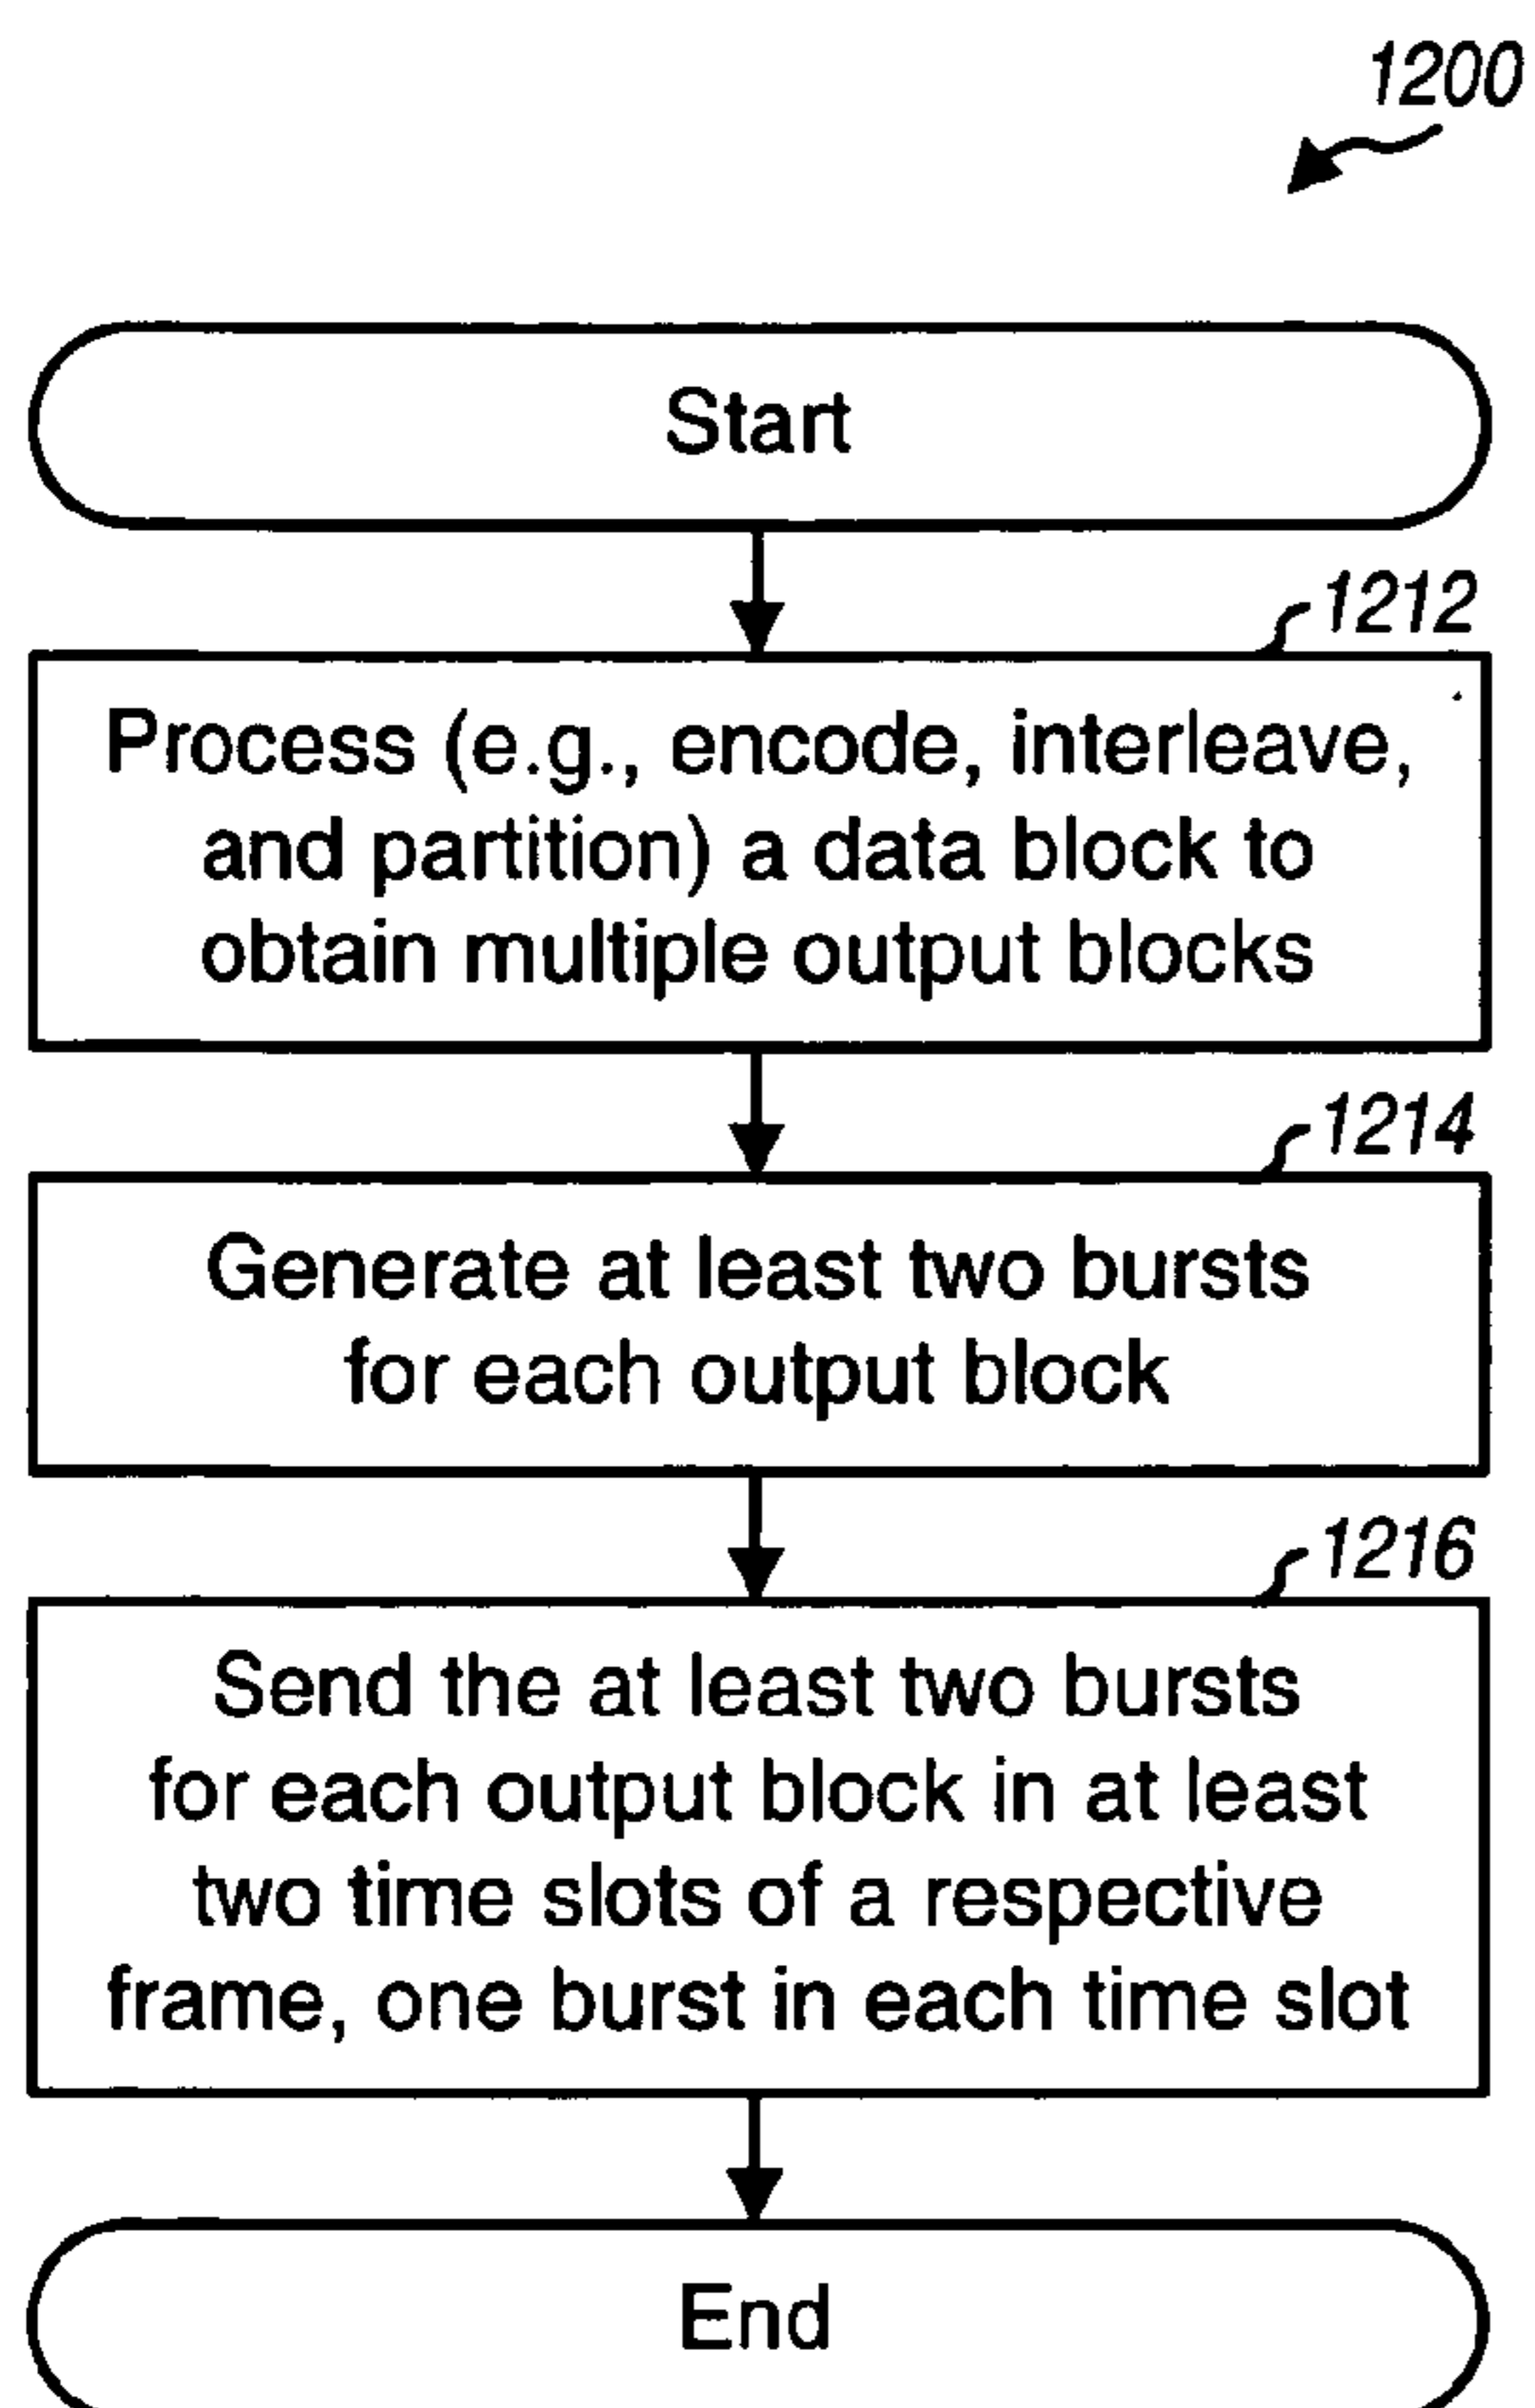 1200
Start
1212
Process (e.g., encode, interleave,
and partition) a data block to
obtain multiple output blocks
1214
Generate at least two bursts
for each output block
1216
Send the at least two bursts
for each output block in at least
two time slots of a respective
frame, one burst in each time slot
End